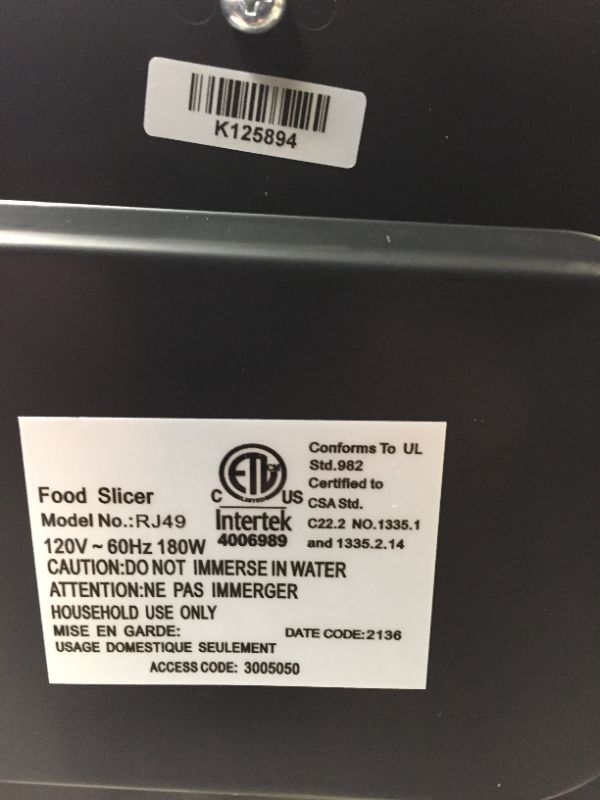 K125894
Food Slicer
Model No.:RJ49
120V ~ 60Hz 180W
C ETL CM LISTED US
Intertek
4006989
Conforms To UL
Std.982
Certified to
CSA Std.
C22.2 NO.1335.1
and 1335.2.14
CAUTION:DO NOT IMMERSE IN WATER
ATTENTION:NE PAS IMMERGER
HOUSEHOLD USE ONLY
MISE EN GARDE:
USAGE DOMESTIQUE SEULEMENT
DATE CODE:2136
ACCESS CODE: 3005050